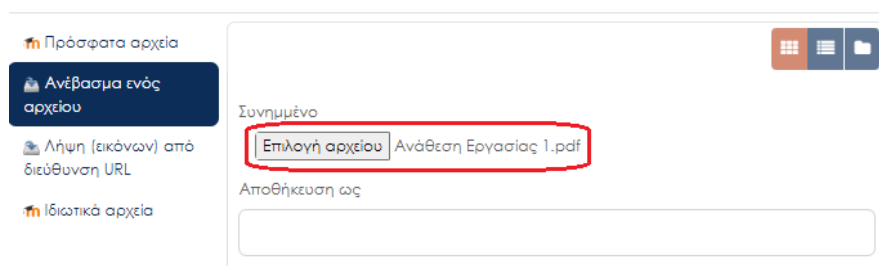 Πρόσφατα αρχεία
Ανέβασμα ενός
αρχείου
Λήψη (εικόνων) από
διεύθυνση URL
Ιδιωτικά αρχεία
Συνημμένο
Επιλογή αρχείου Ανάθεση Εργασίας 1.pdf
Αποθήκευση ως